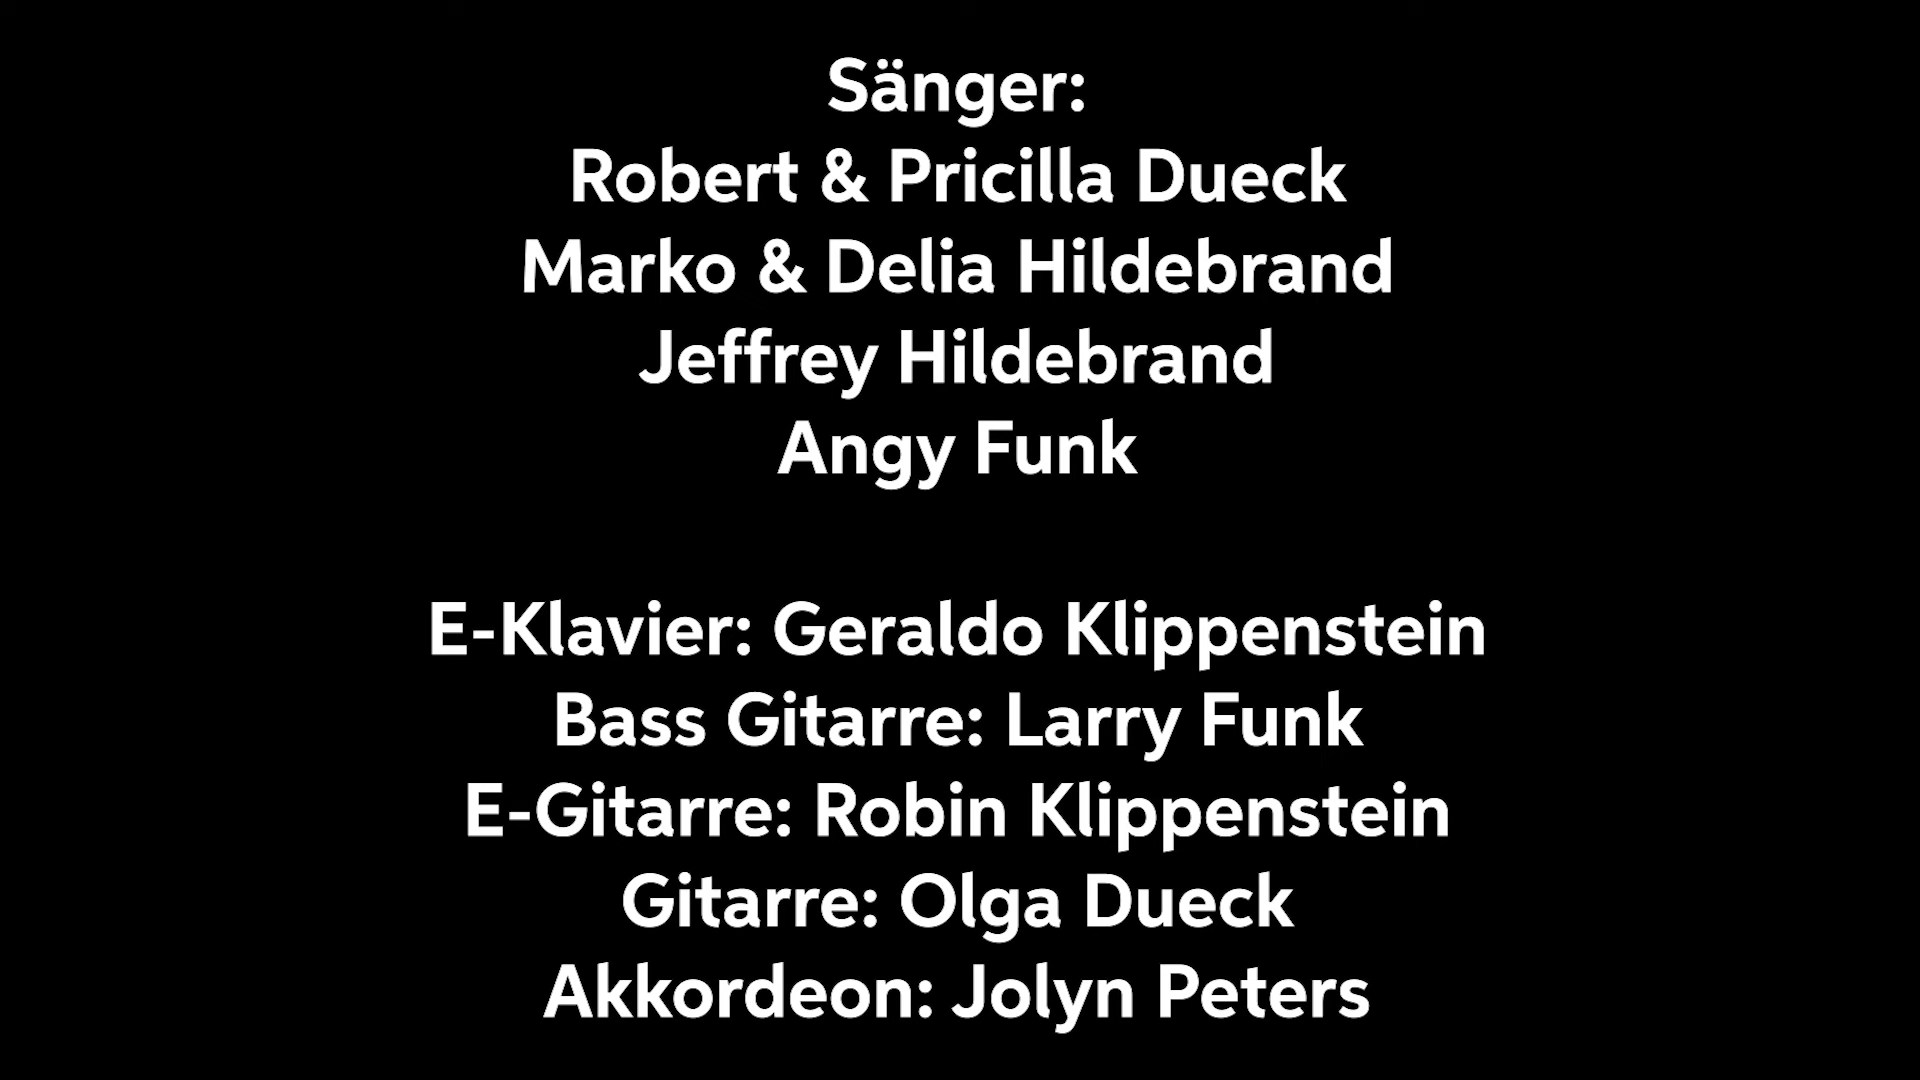 Sänger:
Robert & Pricilla Dueck
Marko & Delia Hildebrand
Jeffrey Hildebrand
Angy Funk
E-Klavier: Geraldo Klippenstein
Bass Gitarre: Larry Funk
E-Gitarre: Robin Klippenstein
Gitarre: Olga Dueck
Akkordeon: Jolyn Peters